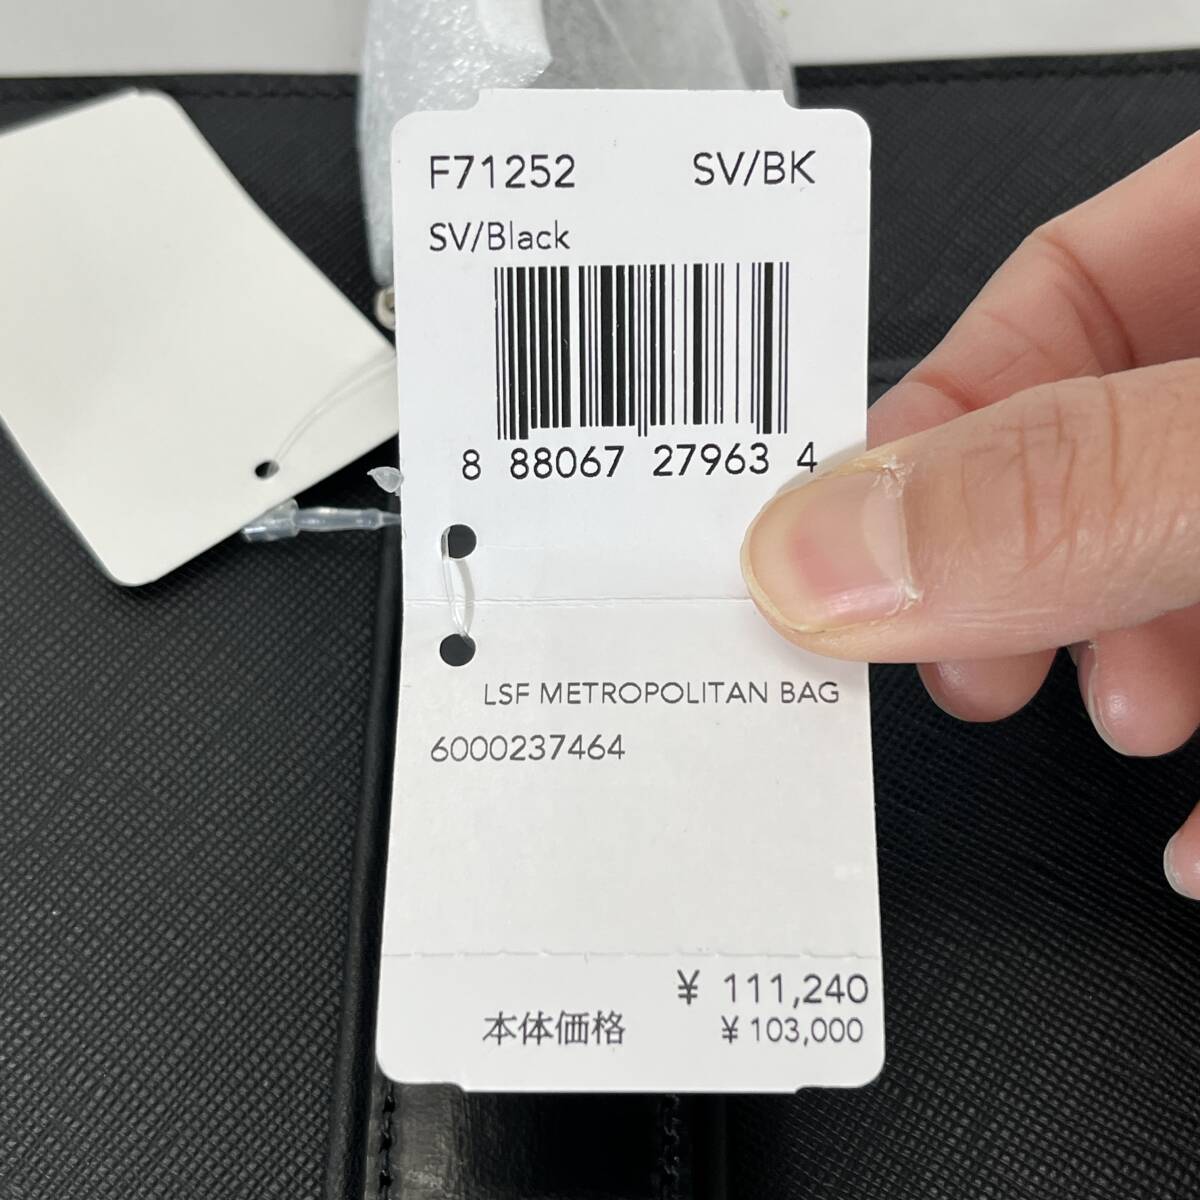 F71252 SV/BK
SV/Black
8 88067 27963 4
LSF METROPOLITAN BAG
6000237464
¥ 111,240
本体価格 ¥ 103,000